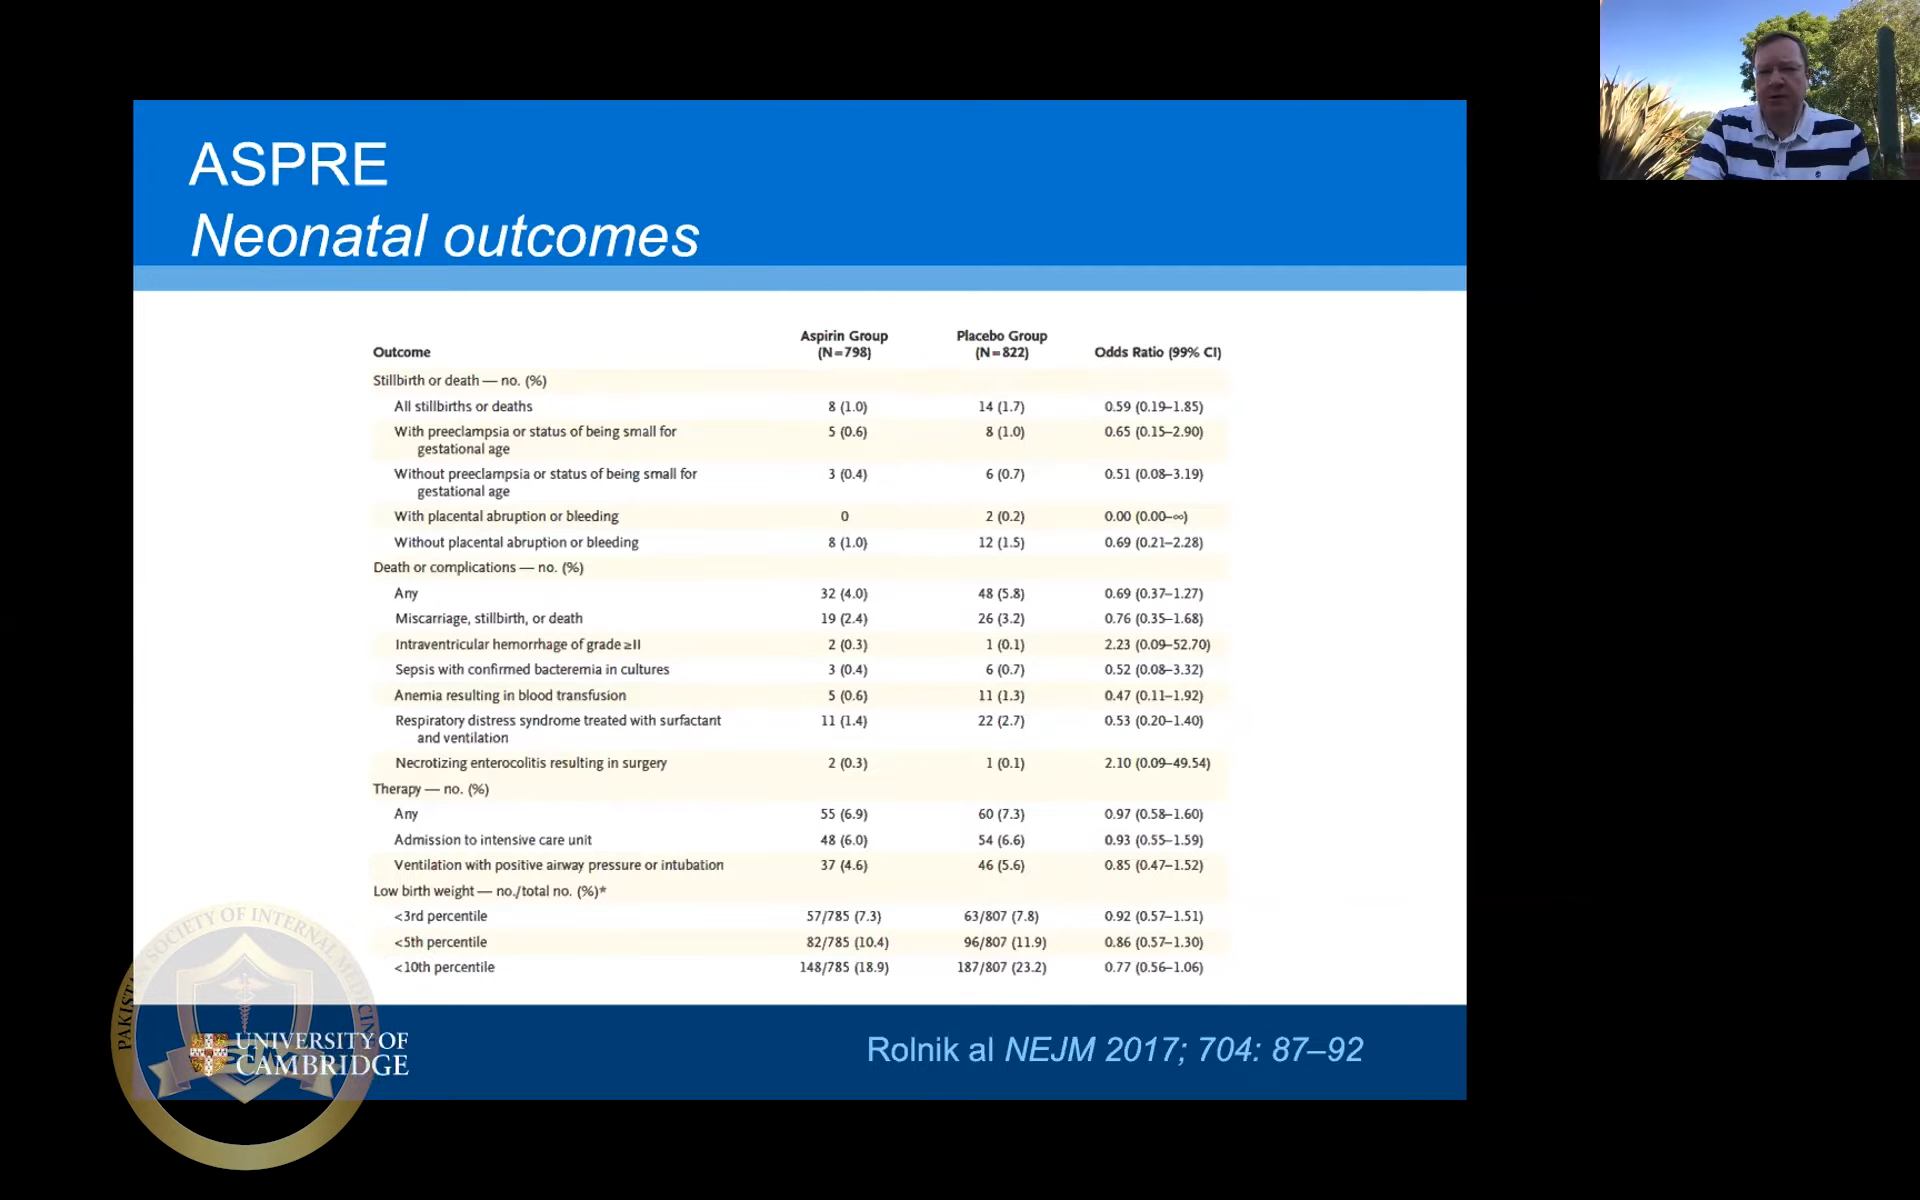 ASPRE
Neonatal outcomes
Outcome Aspirin Group (N=798) Placebo Group (N=822) Odds Ratio (99% CI)
Stillbirth or death — no. (%)
All stillbirths or deaths 8 (1.0) 14 (1.7) 0.59 (0.19–1.85)
With preeclampsia or status of being small for gestational age 5 (0.6) 8 (1.0) 0.65 (0.15–2.90)
Without preeclampsia or status of being small for gestational age 3 (0.4) 6 (0.7) 0.51 (0.08–3.19)
With placental abruption or bleeding 0 2 (0.2) 0.00 (0.00–∞)
Without placental abruption or bleeding 8 (1.0) 12 (1.5) 0.69 (0.21–2.28)
Death or complications — no. (%)
Any 32 (4.0) 48 (5.8) 0.69 (0.37–1.27)
Miscarriage, stillbirth, or death 19 (2.4) 26 (3.2) 0.76 (0.35–1.68)
Intraventricular hemorrhage of grade ≥II 2 (0.3) 1 (0.1) 2.23 (0.09–52.70)
Sepsis with confirmed bacteremia in cultures 3 (0.4) 6 (0.7) 0.52 (0.08–3.32)
Anemia resulting in blood transfusion 5 (0.6) 11 (1.3) 0.47 (0.11–1.92)
Respiratory distress syndrome treated with surfactant and ventilation 11 (1.4) 22 (2.7) 0.53 (0.20–1.40)
Necrotizing enterocolitis resulting in surgery 2 (0.3) 1 (0.1) 2.10 (0.09–49.54)
Therapy — no. (%)
Any 55 (6.9) 60 (7.3) 0.97 (0.58–1.60)
Admission to intensive care unit 48 (6.0) 54 (6.6) 0.93 (0.55–1.59)
Ventilation with positive airway pressure or intubation 37 (4.6) 46 (5.6) 0.85 (0.47–1.52)
Low birth weight — no./total no. (%)*
<3rd percentile 57/785 (7.3) 63/807 (7.8) 0.92 (0.57–1.51)
<5th percentile 82/785 (10.4) 96/807 (11.9) 0.86 (0.57–1.30)
<10th percentile 148/785 (18.9) 187/807 (23.2) 0.77 (0.56–1.06)
SOCIETY OF INTERNAL
UNIVERSITY OF
CAMBRIDGE
Rolnik al NEJM 2017; 704: 87–92